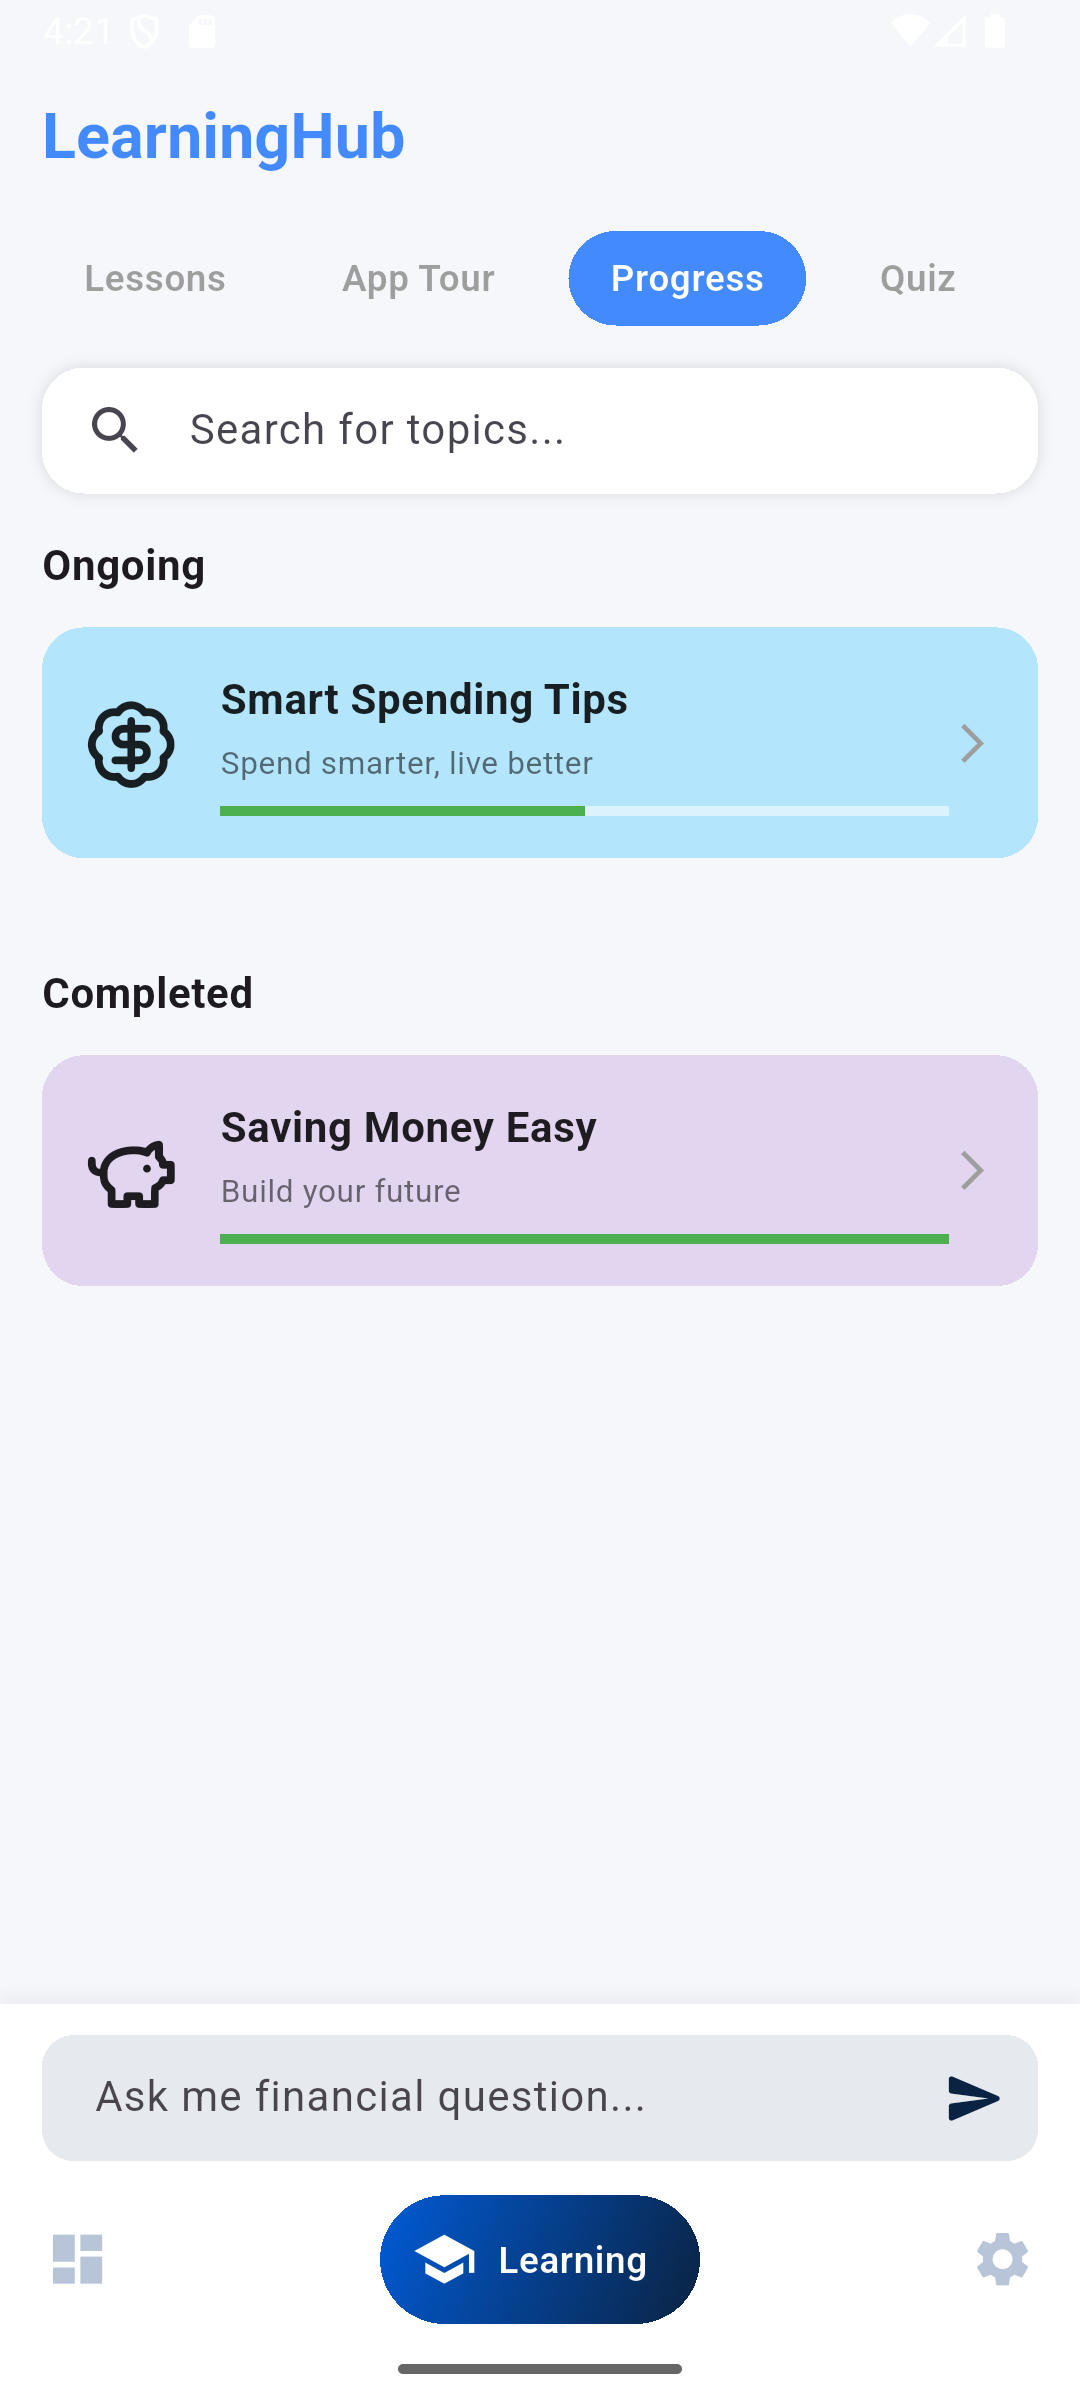 4:21
LearningHub
Lessons App Tour Progress Quiz
Search for topics...
Ongoing
Smart Spending Tips
Spend smarter, live better
Completed
Saving Money Easy
Build your future
Ask me financial question...
Learning